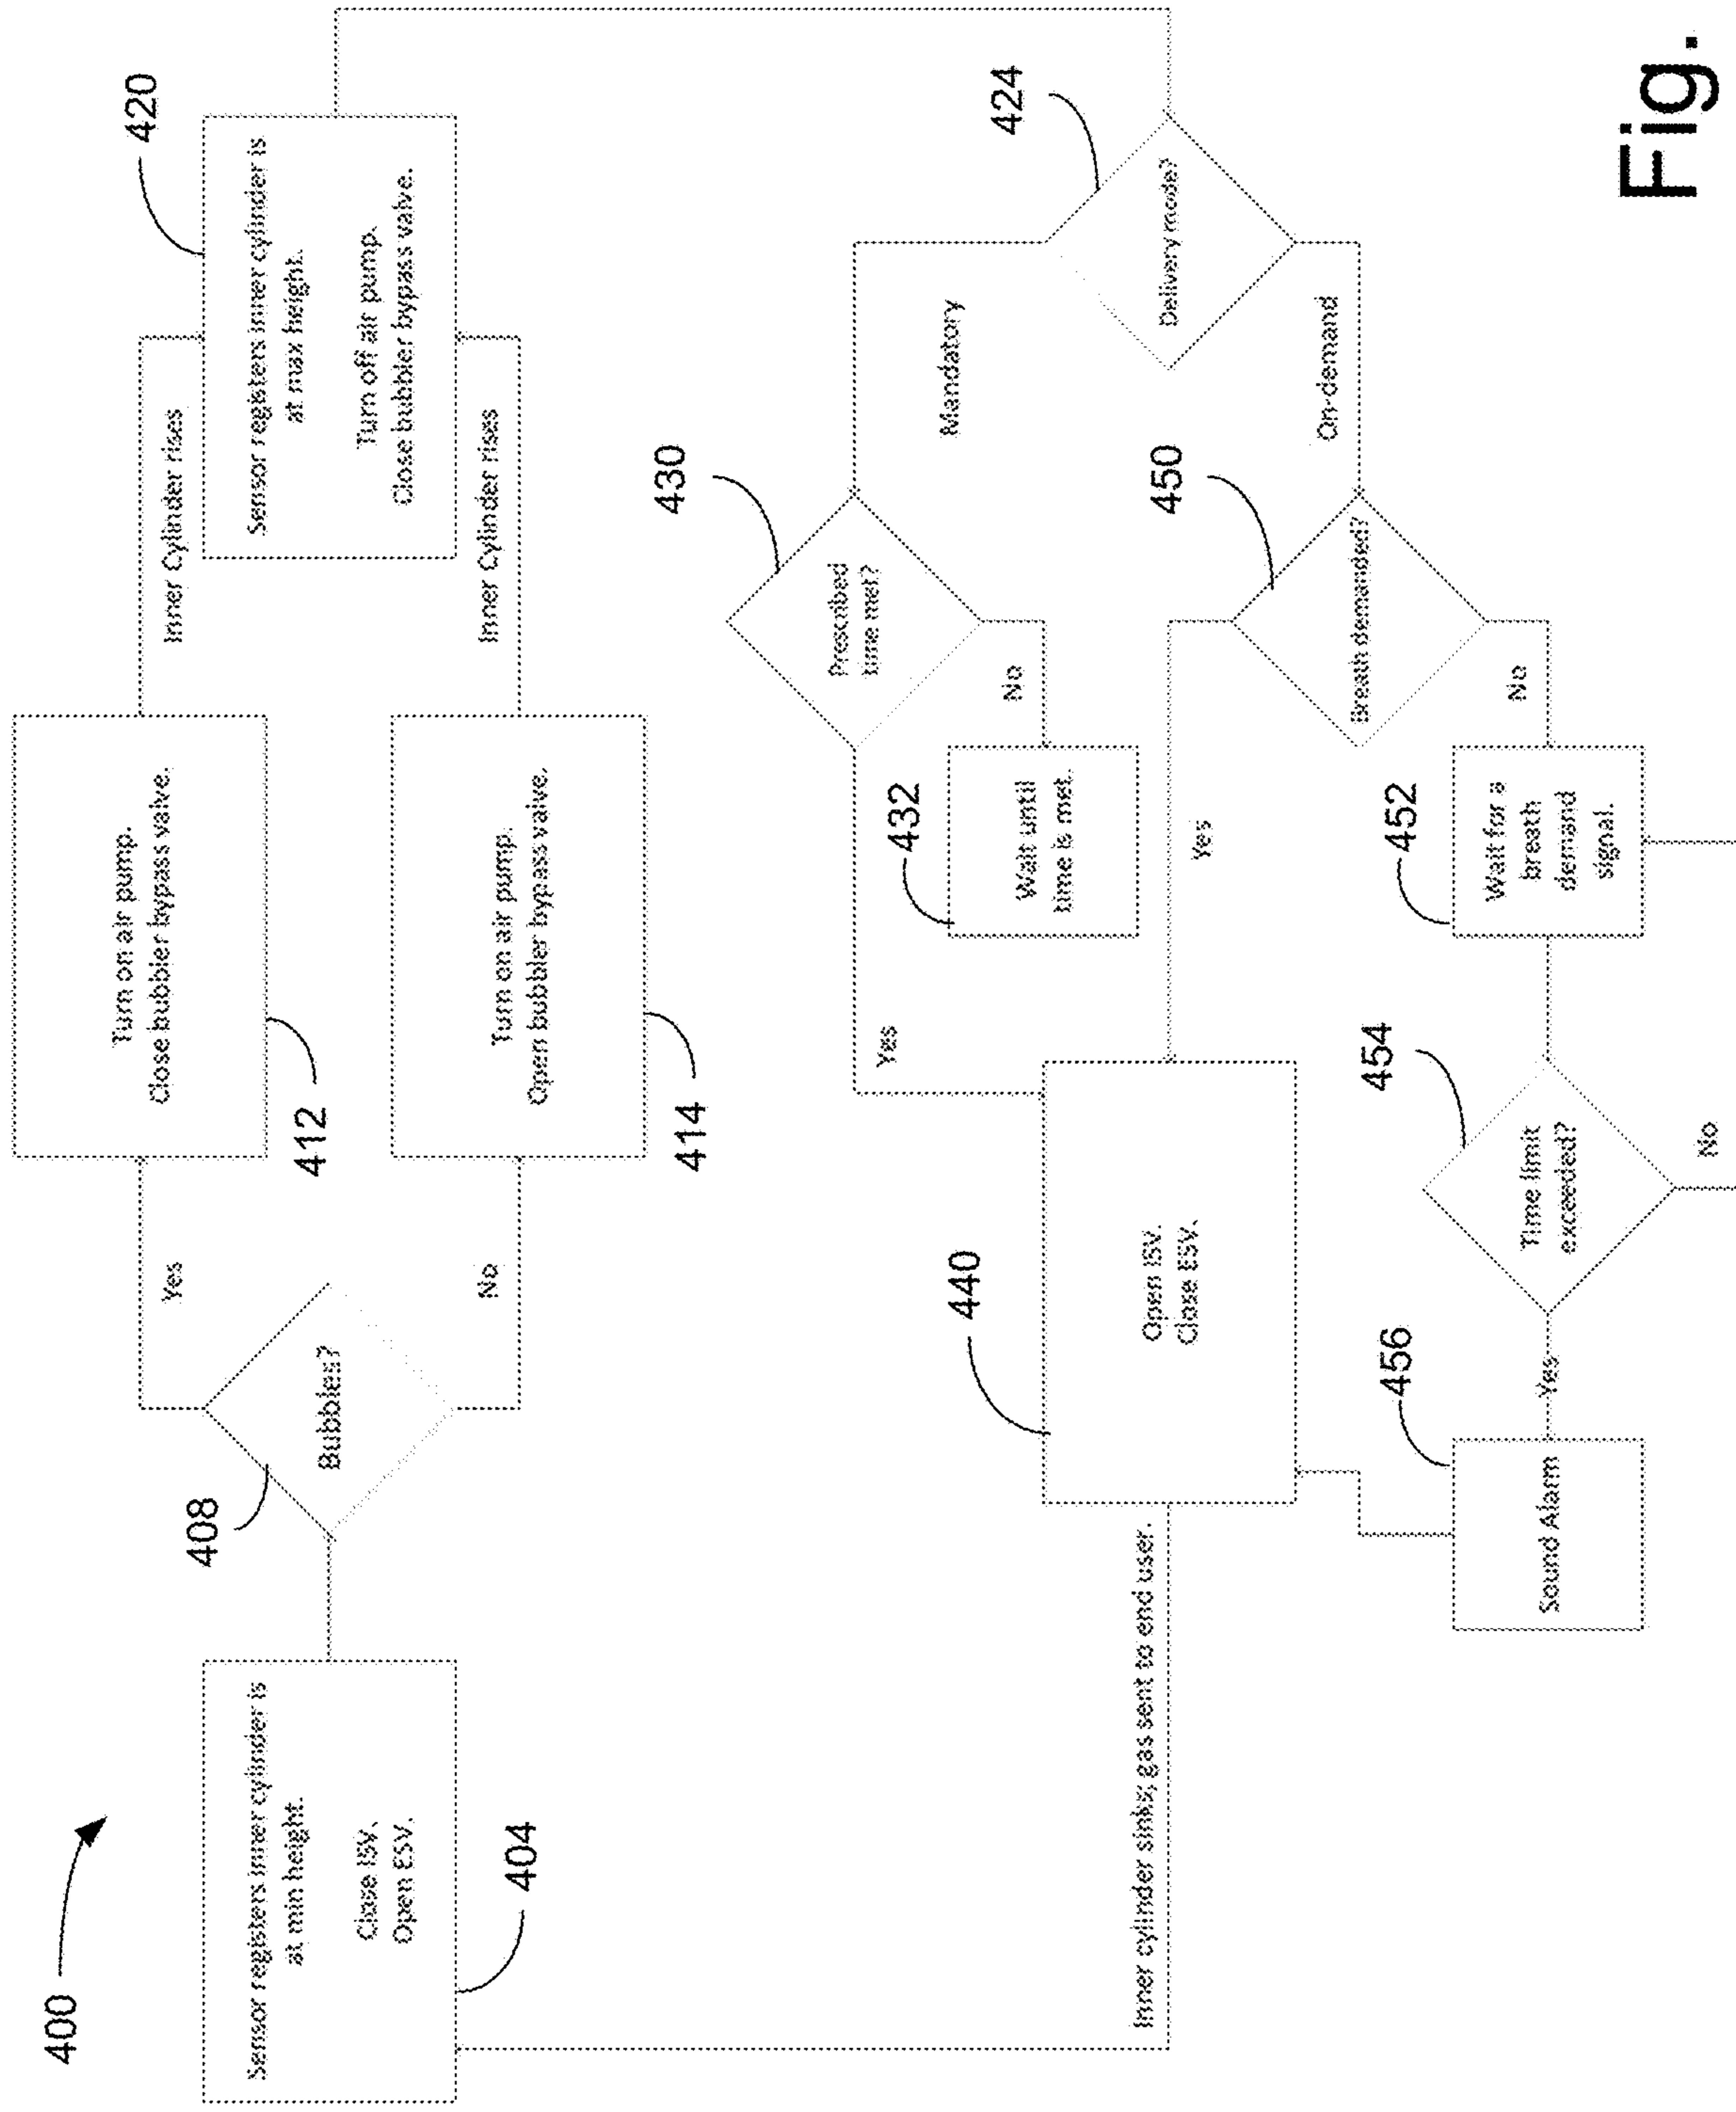 400
Sensor registers inner cylinder is
at min height.
Close ISV.
Open ESV.
404
408
Bubbles?
Yes
No
Turn on air pump.
Close bubbler bypass valve.
412
Turn on air pump.
Open bubbler bypass valve.
414
Inner Cylinder rises
Inner Cylinder rises
420
Sensor registers inner cylinder is
at max height.
Turn off air pump.
Close bubbler bypass valve.
424
Delivery mode?
Mandatory
On-demand
430
Prescribed
time met?
Yes
No
432
Wait until
time is met.
440
Open ISV.
Close ESV.
Inner cylinder sinks; gas sent to end user.
450
Breath demanded?
Yes
No
452
Wait for a
breath
demand
signal.
454
Time limit
exceeded?
No
Yes
456
Sound Alarm
Fig.